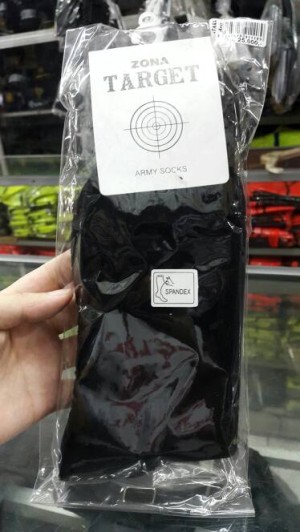 ZONA
TARGET
ARMY SOCKS
SPANDEX